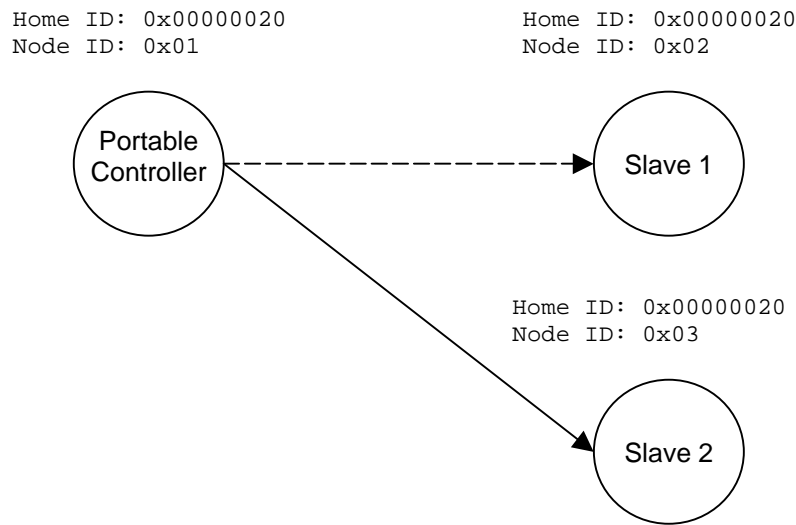 Home ID: 0x00000020
Node ID: 0x01
Home ID: 0x00000020
Node ID: 0x02
Portable
Controller
Slave 1
Home ID: 0x00000020
Node ID: 0x03
Slave 2